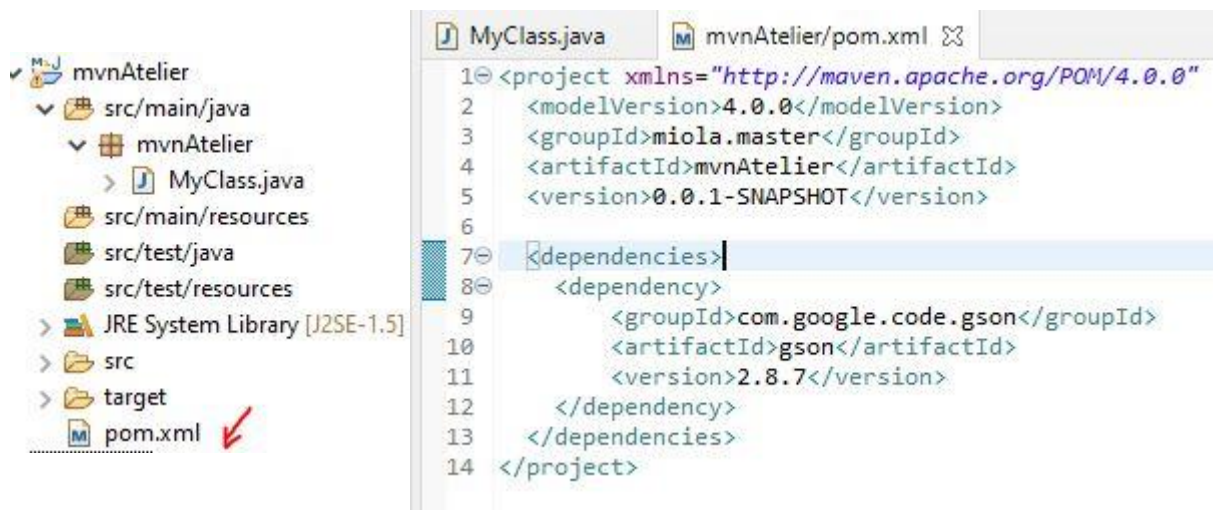 mvnAtelier
src/main/java
mvnAtelier
MyClass.java
src/main/resources
src/test/java
src/test/resources
JRE System Library [J2SE-1.5]
src
target
pom.xml
MyClass.java mvnAtelier/pom.xml
1 <project xmlns="http://maven.apache.org/POM/4.0.0"
2 <modelVersion>4.0.0</modelVersion>
3 <groupId>miola.master</groupId>
4 <artifactId>mvnAtelier</artifactId>
5 <version>0.0.1-SNAPSHOT</version>
6
7 <dependencies>
8 <dependency>
9 <groupId>com.google.code.gson</groupId>
10 <artifactId>gson</artifactId>
11 <version>2.8.7</version>
12 </dependency>
13 </dependencies>
14 </project>